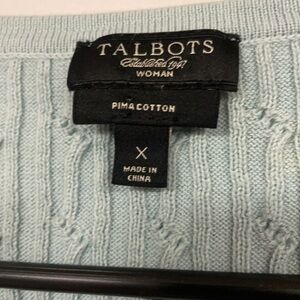 TALBOTS
Established 1947
WOMAN
PIMA COTTON
X
MADE IN
CHINA